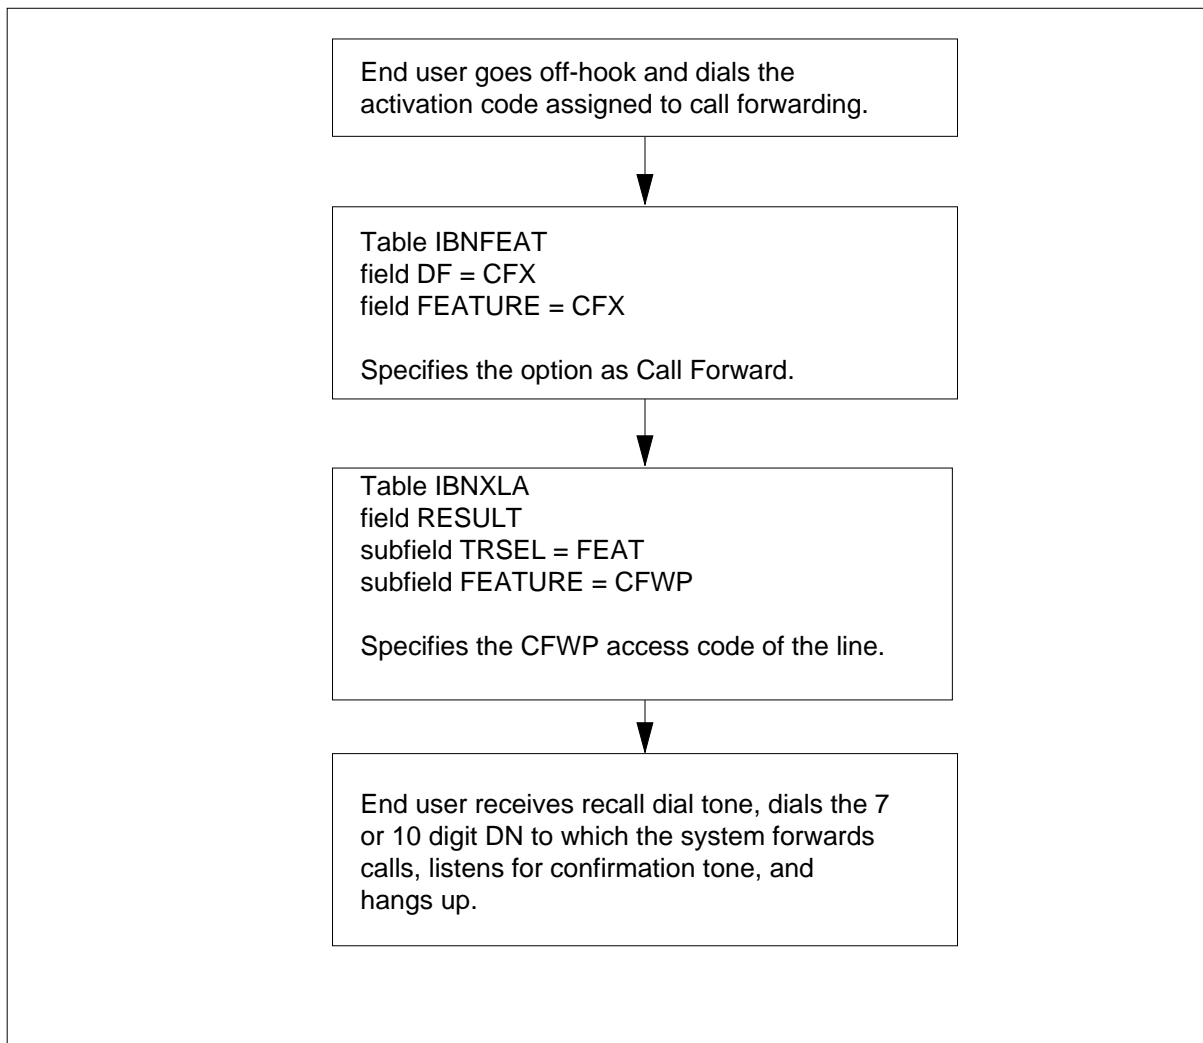 End user goes off-hook and dials the
activation code assigned to call forwarding.
Table IBNFEAT
field DF = CFX
field FEATURE = CFX
Specifies the option as Call Forward.
Table IBNXLA
field RESULT
subfield TRSEL = FEAT
subfield FEATURE = CFWP
Specifies the CFWP access code of the line.
End user receives recall dial tone, dials the 7
or 10 digit DN to which the system forwards
calls, listens for confirmation tone, and
hangs up.